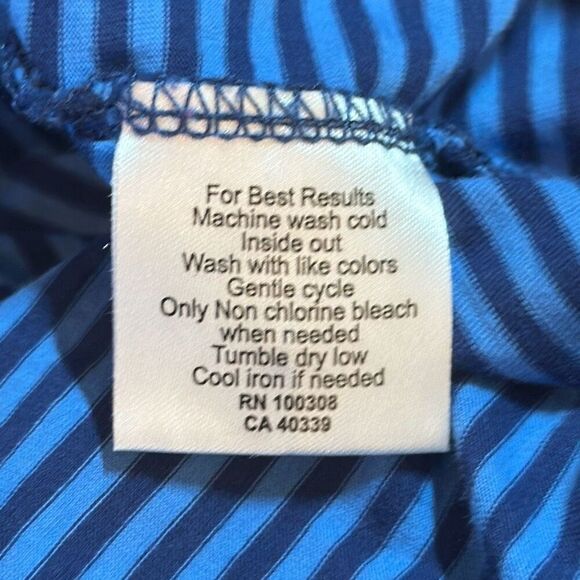 For Best Results
Machine wash cold
Inside out
Wash with like colors
Gentle cycle
Only Non chlorine bleach
when needed
Tumble dry low
Cool iron if needed
RN 100308
CA 40339